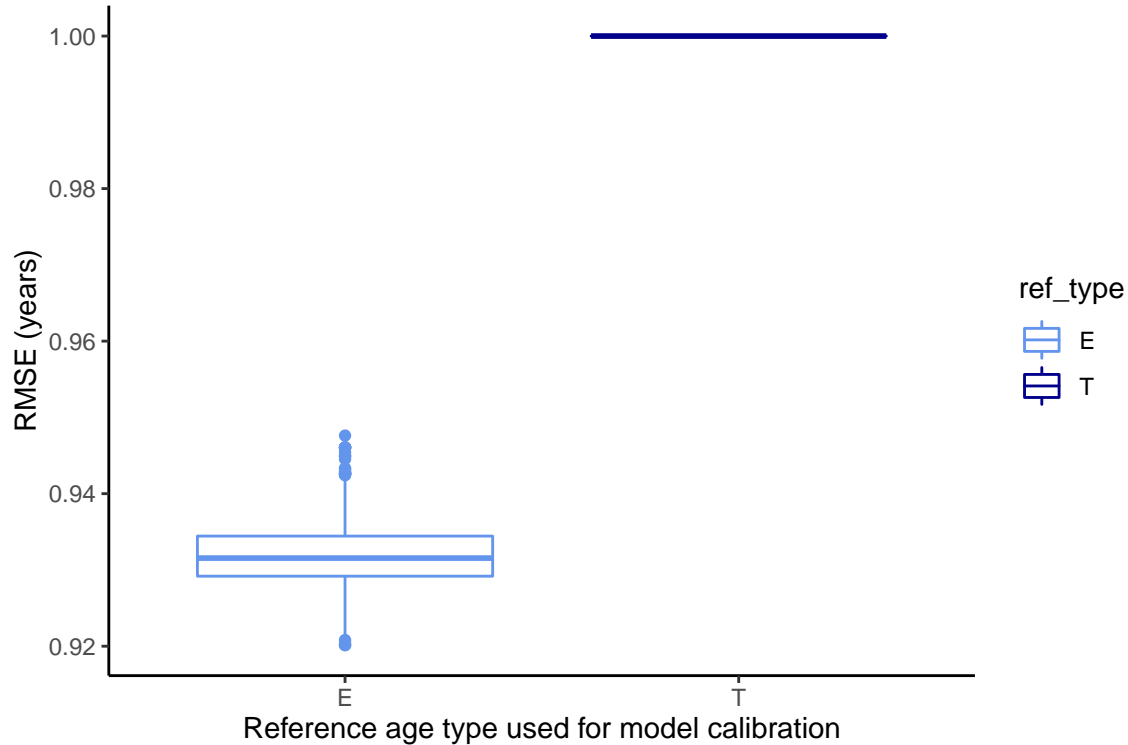 1.00
0.98
0.96
0.94
0.92
RMSE (years)
E
T
Reference age type used for model calibration
ref_type
E
T